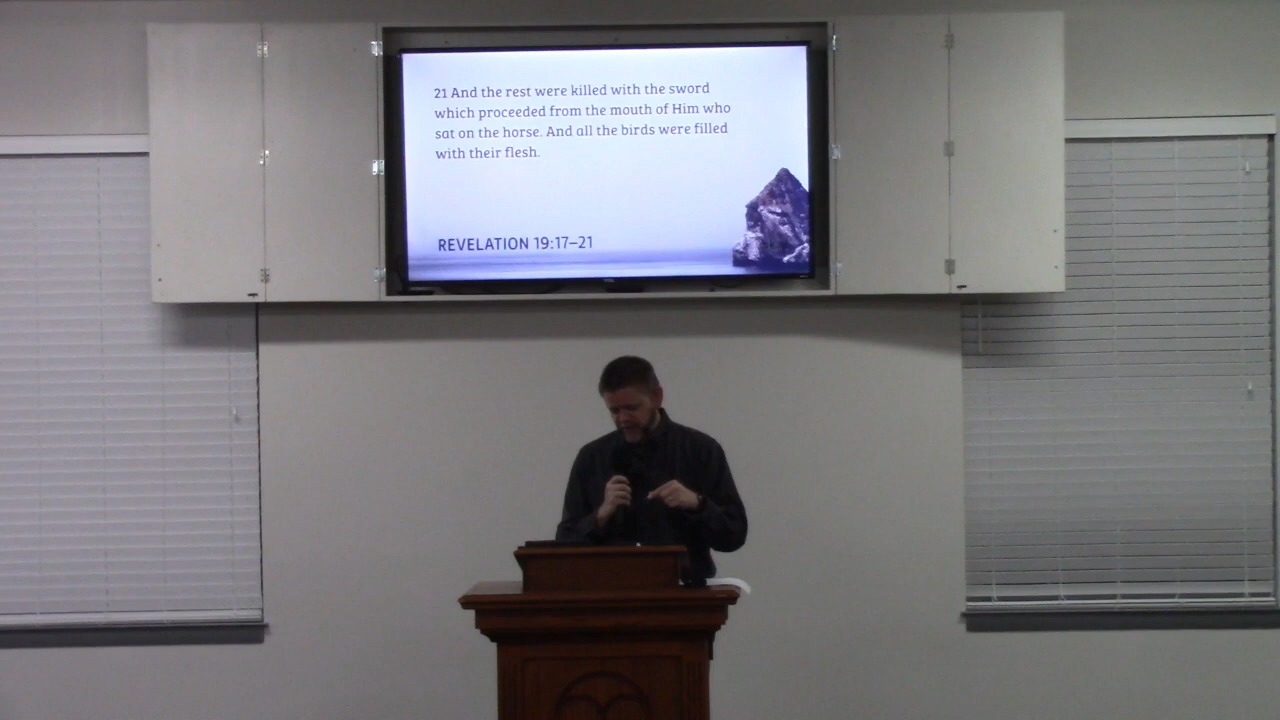 21 And the rest were killed with the sword
which proceeded from the mouth of Him who
sat on the horse. And all the birds were filled
with their flesh.
REVELATION 19:17–21